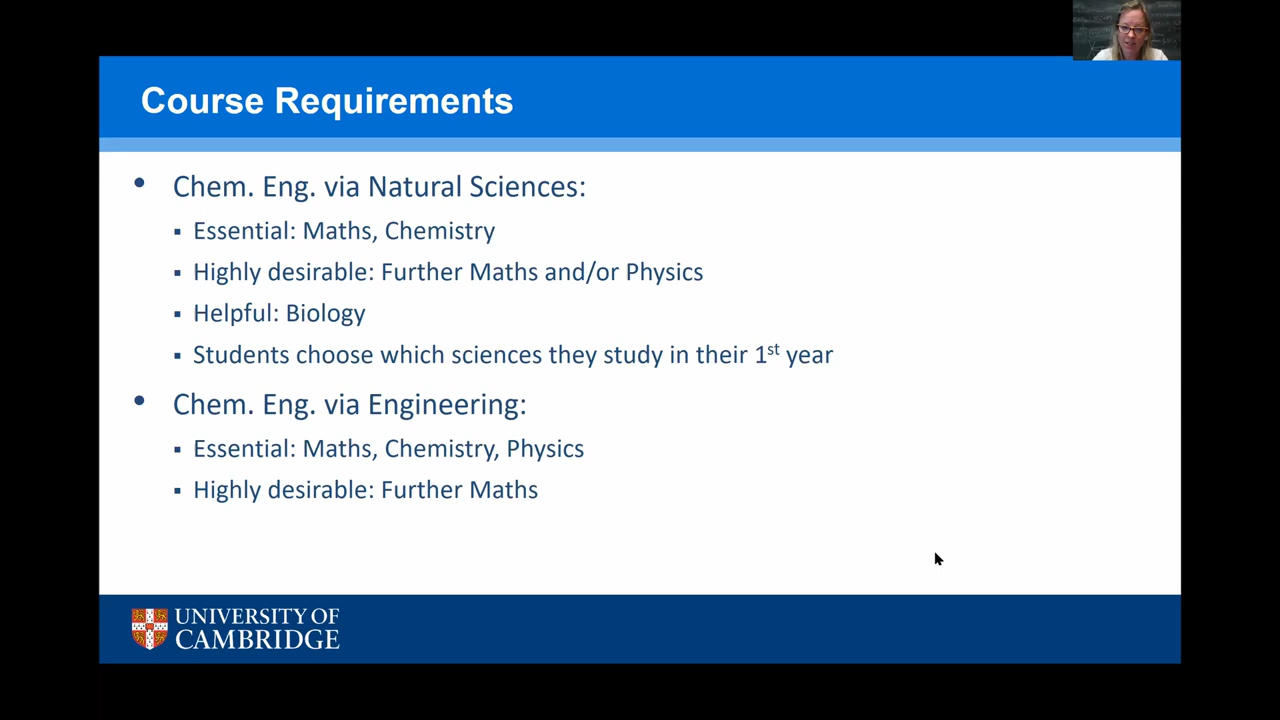 Course Requirements
• Chem. Eng. via Natural Sciences:
▪ Essential: Maths, Chemistry
▪ Highly desirable: Further Maths and/or Physics
▪ Helpful: Biology
▪ Students choose which sciences they study in their 1st year
• Chem. Eng. via Engineering:
▪ Essential: Maths, Chemistry, Physics
▪ Highly desirable: Further Maths
UNIVERSITY OF
CAMBRIDGE